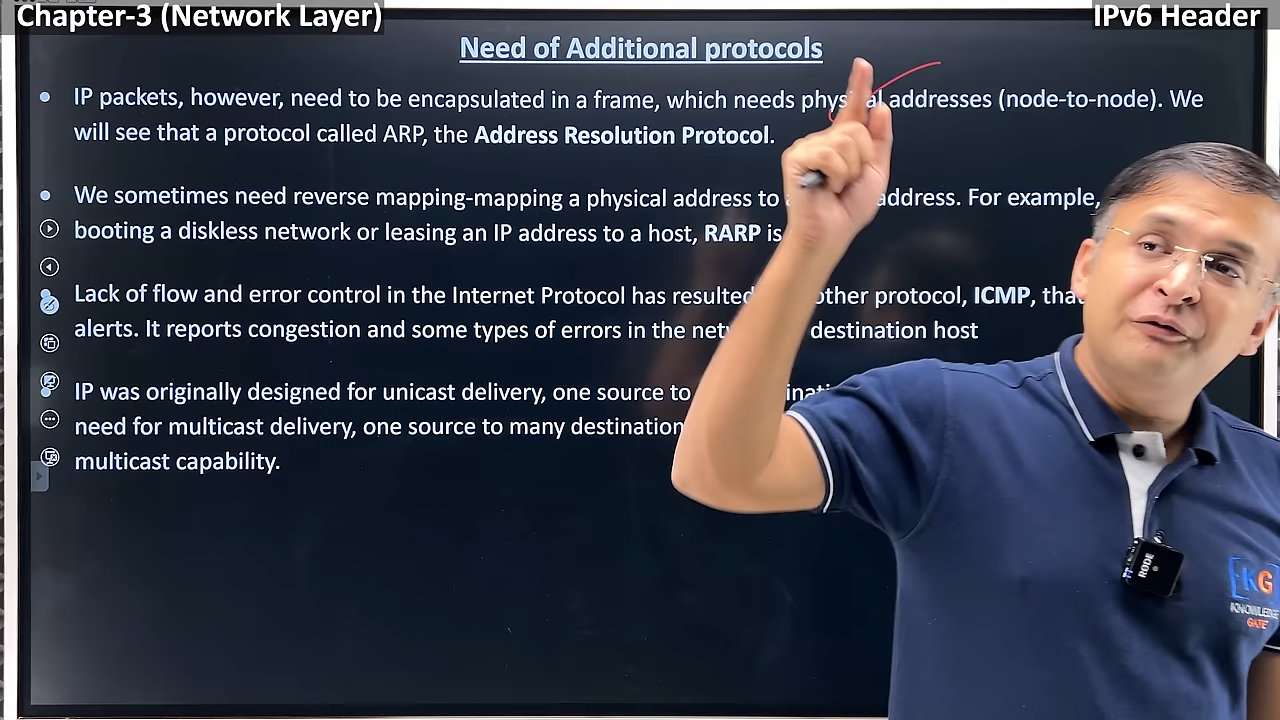 Chapter-3 (Network Layer)
IPv6 Header
Need of Additional protocols
IP packets, however, need to be encapsulated in a frame, which needs addresses (node-to-node). We
will see that a protocol called ARP, the Address Resolution Protocol.
We sometimes need reverse mapping-mapping a physical address to address. For example,
booting a diskless network or leasing an IP address to a host, RARP is
Lack of flow and error control in the Internet Protocol has resulted other protocol, ICMP,
alerts. It reports congestion and some types of errors in the destination host
IP was originally designed for unicast delivery, one source to
need for multicast delivery, one source to many
multicast capability.
RODE
KG
KNOWLEDGE
GATE